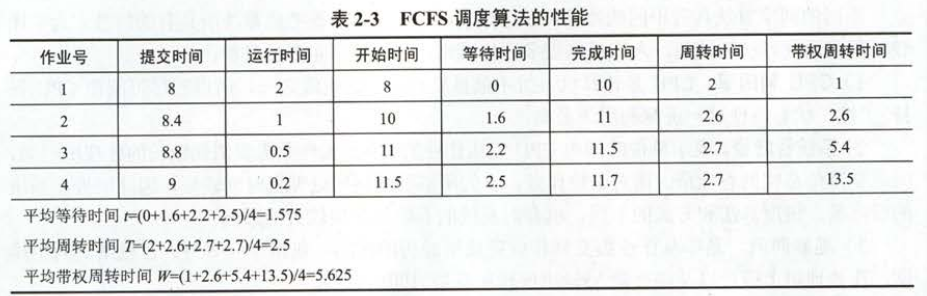 表 2-3 FCFS 调度算法的性能
作业号 提交时间 运行时间 开始时间 等待时间 完成时间 周转时间 带权周转时间
1 8 2 8 0 10 2 1
2 8.4 1 10 1.6 11 2.6 2.6
3 8.8 0.5 11 2.2 11.5 2.7 5.4
4 9 0.2 11.5 2.5 11.7 2.7 13.5
平均等待时间 t=(0+1.6+2.2+2.5)/4=1.575
平均周转时间 T=(2+2.6+2.7+2.7)/4=2.5
平均带权周转时间 W=(1+2.6+5.4+13.5)/4=5.625